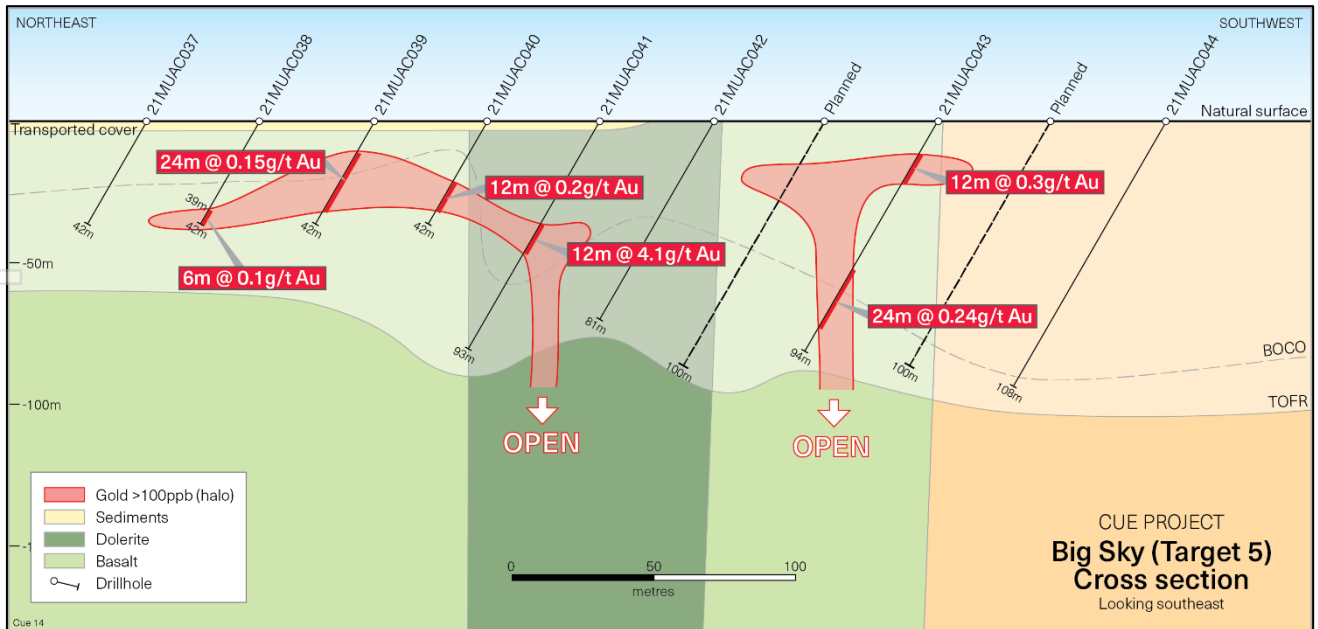 NORTHEAST
SOUTHWEST
21MUAC037
21MUAC038
21MUAC039
21MUAC040
21MUAC041
21MUAC042
Planned
21MUAC043
Planned
21MUAC044
Natural surface
Transported cover
24m @ 0.15g/t Au
12m @ 0.2g/t Au
12m @ 0.3g/t Au
39m
42m
42m
42m
42m
12m @ 4.1g/t Au
-50m
6m @ 0.1g/t Au
24m @ 0.24g/t Au
81m
93m
100m
94m
100m
108m
BOCO
TOFR
-100m
OPEN
OPEN
Gold >100ppb (halo)
Sediments
Dolerite
Basalt
Drillhole
0
50
100
metres
CUE PROJECT
Big Sky (Target 5)
Cross section
Looking southeast
Cue 14